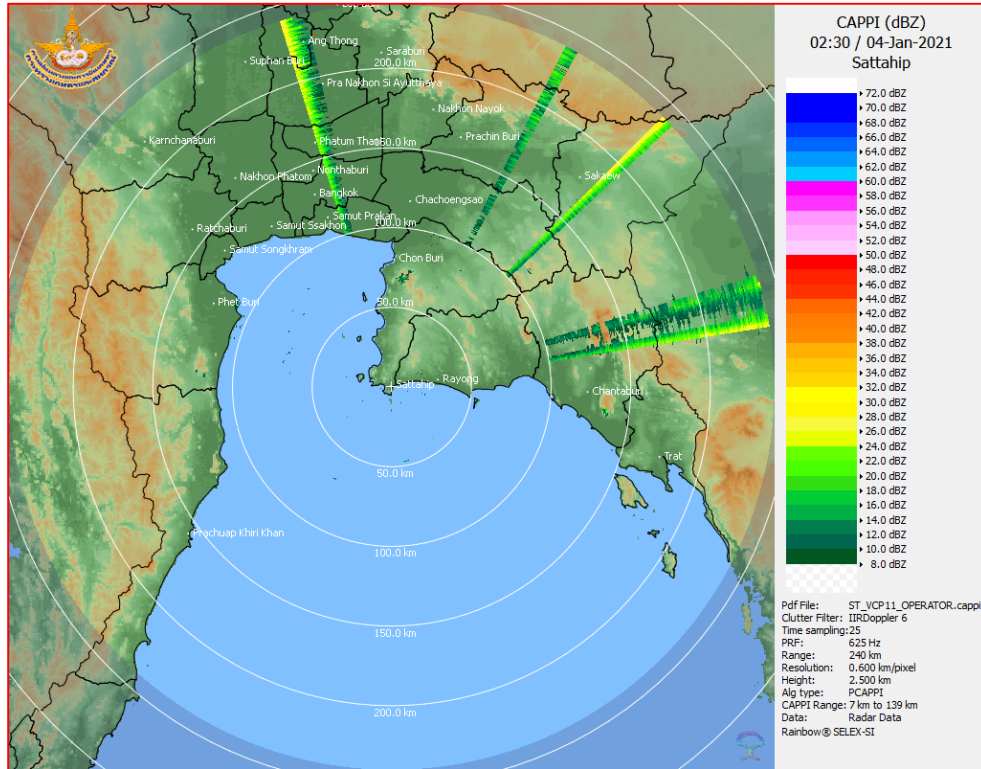 CAPPI (dBZ)
02:30 / 04-Jan-2021
Sattahip
72.0 dBZ
70.0 dBZ
68.0 dBZ
66.0 dBZ
64.0 dBZ
62.0 dBZ
60.0 dBZ
58.0 dBZ
56.0 dBZ
54.0 dBZ
52.0 dBZ
50.0 dBZ
48.0 dBZ
46.0 dBZ
44.0 dBZ
42.0 dBZ
40.0 dBZ
38.0 dBZ
36.0 dBZ
34.0 dBZ
32.0 dBZ
30.0 dBZ
28.0 dBZ
26.0 dBZ
24.0 dBZ
22.0 dBZ
20.0 dBZ
18.0 dBZ
16.0 dBZ
14.0 dBZ
12.0 dBZ
10.0 dBZ
8.0 dBZ
Pdf File: ST_VCP11_OPERATOR.cappi
Clutter Filter: IIRDoppler 6
Time sampling:25
PRF: 625 Hz
Range: 240 km
Resolution: 0.600 km/pixel
Height: 2.500 km
Alg type: PCAPPI
CAPPI Range: 7 km to 139 km
Data: Radar Data
Rainbow® SELEX-SI
Ang Thong
Saraburi
Suphan Buri
200.0 km
Pra Nakhon Si Ayutthaya
Nakhon Nayok
Karnchanaburi
Prachin Buri
Phatum Thani
Nonthaburi
Nakhon Phatom
Sakaew
Bangkok
Chachoengsao
Samut Prakan
Ratchaburi
Samut Ssakhon
100.0 km
Samut Songkhram
Chon Buri
Phet Buri
50.0 km
Sattahip
Rayong
Chantaburi
Trat
50.0 km
Prachuap Khiri Khan
100.0 km
150.0 km
200.0 km